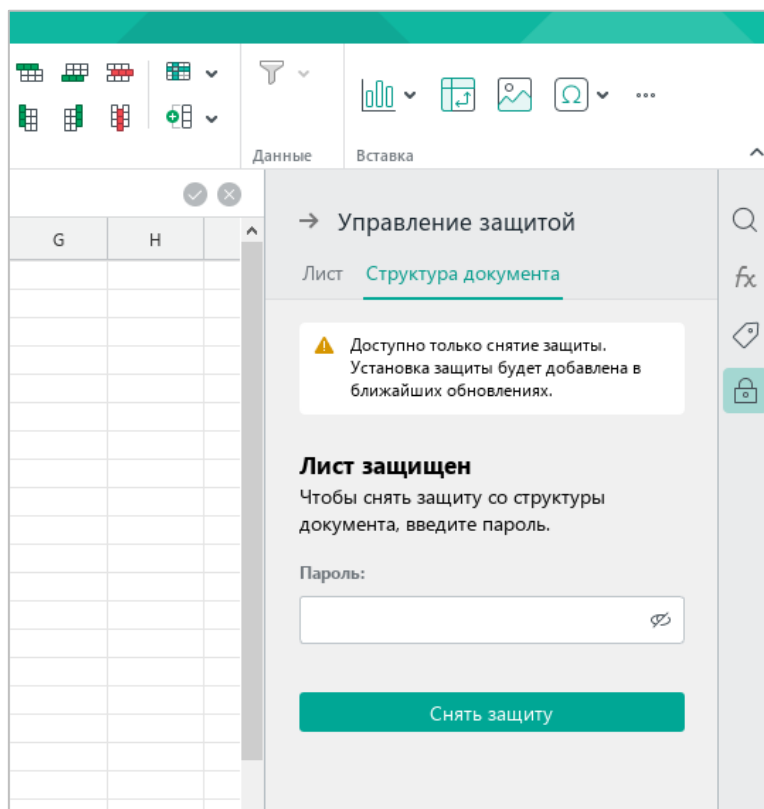 Данные
Вставка
G
H
→ Управление защитой
Лист
Структура документа
fx
Доступно только снятие защиты.
Установка защиты будет добавлена в
ближайших обновлениях.
Лист защищен
Чтобы снять защиту со структуры
документа, введите пароль.
Пароль:
Снять защиту